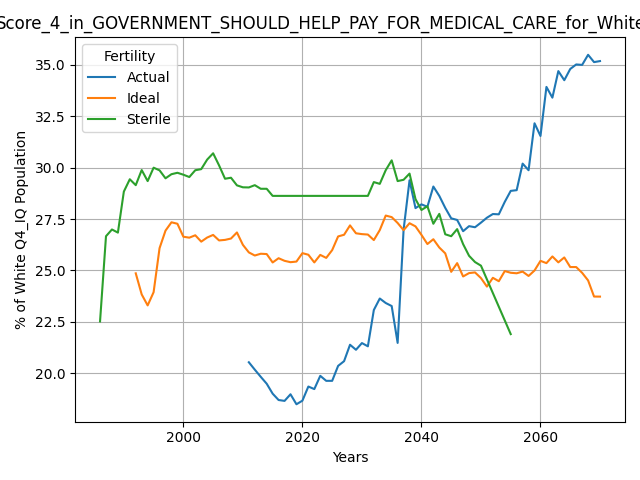 Score_4_in_GOVERNMENT_SHOULD_HELP_PAY_FOR_MEDICAL_CARE_for_White
Fertility
Actual
Ideal
Sterile
% of White Q4_IQ Population
35.0
32.5
30.0
27.5
25.0
22.5
20.0
2000 2020 2040 2060
Years